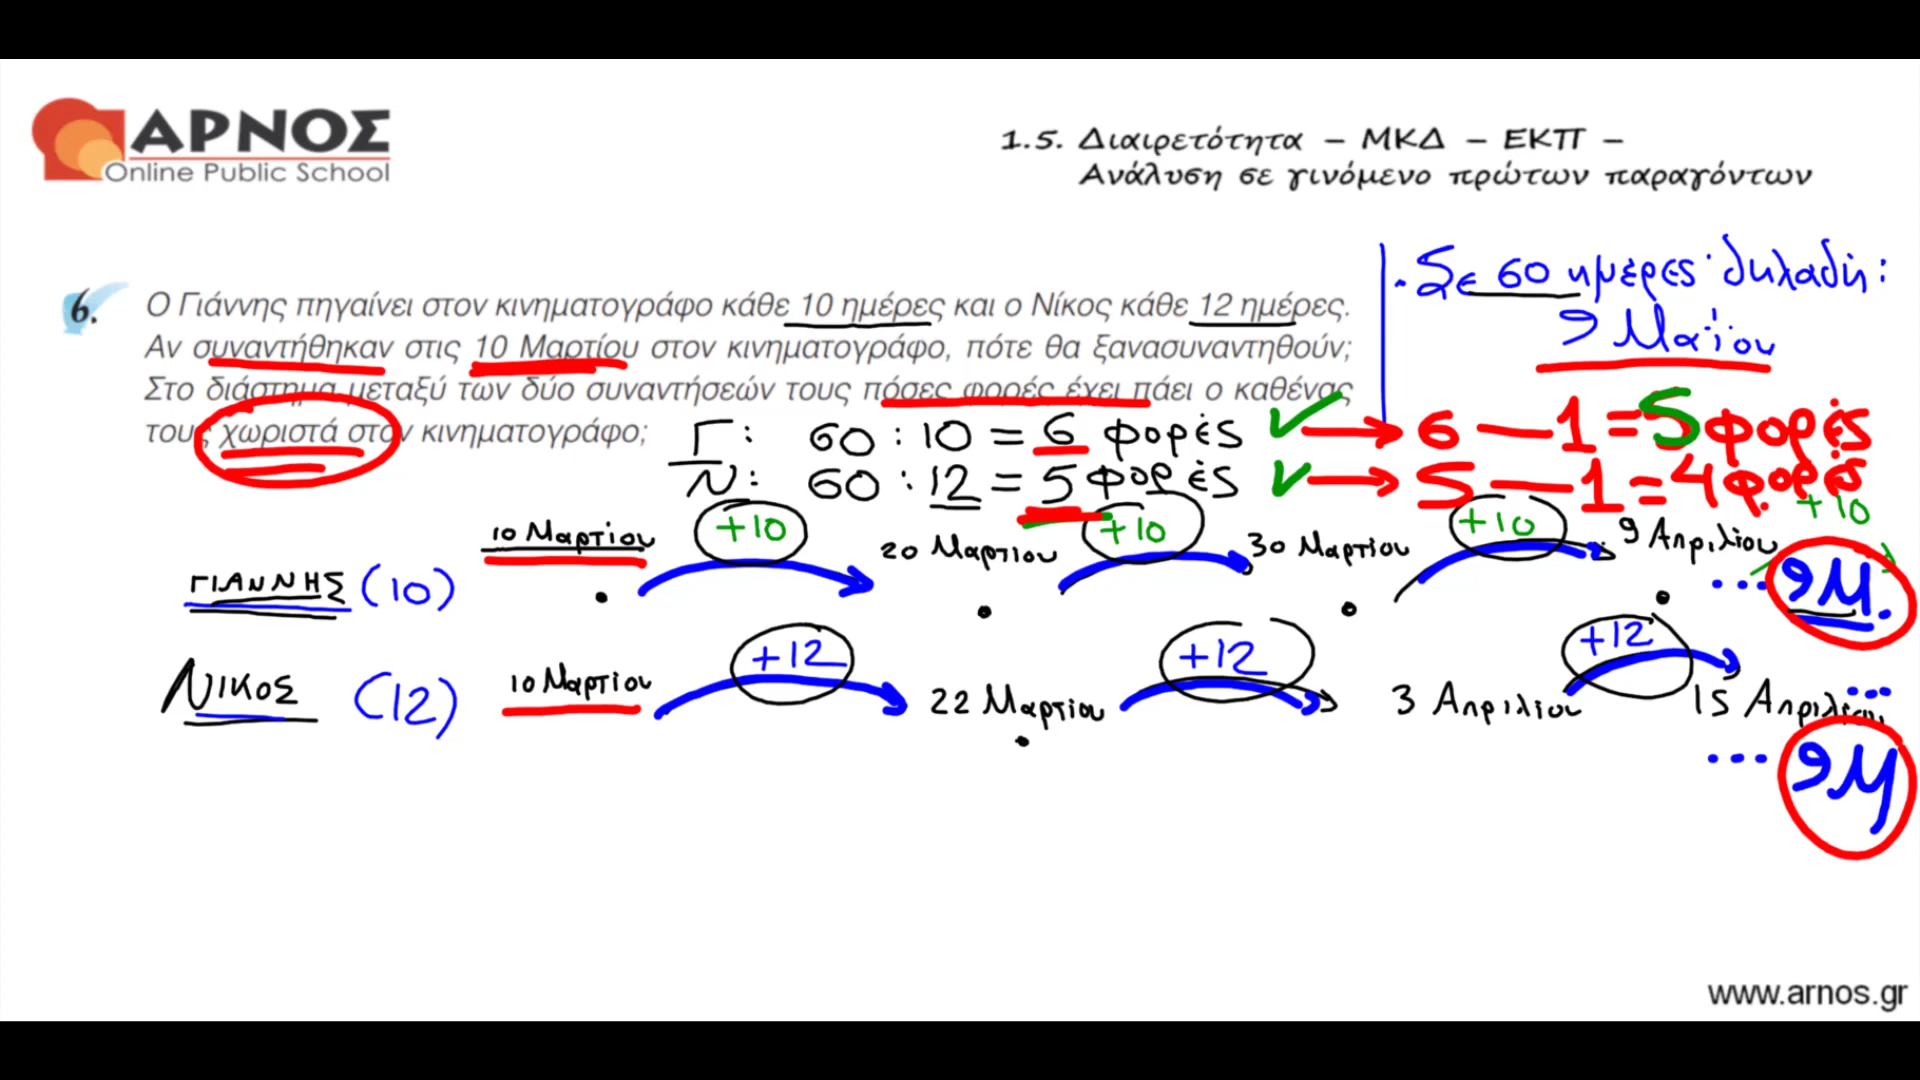 ΑΡΝΟΣ
Online Public School
1.5. Διαιρετότητα – ΜΚΔ – ΕΚΠ –
Ανάλυση σε γινόμενο πρώτων παραγόντων
• Σε 60 ημέρες δηλαδή:
9 Μαΐου
6. Ο Γιάννης πηγαίνει στον κινηματογράφο κάθε 10 ημέρες και ο Νίκος κάθε 12 ημέρες.
Αν συναντήθηκαν στις 10 Μαρτίου στον κινηματογράφο, πότε θα ξανασυναντηθούν;
Στο διάστημα μεταξύ των δύο συναντήσεών τους πόσες φορές έχει πάει ο καθένας
τους χωριστά στον κινηματογράφο;
Γ: 60 : 10 = 6 φορές ✓ → 6 – 1 = 5 φορές
Ν: 60 : 12 = 5 φορές ✓ → 5 – 1 = 4 φορές
+10 +10 +10 +10
10 Μαρτίου 20 Μαρτίου 30 Μαρτίου 9 Απριλίου
ΓΙΑΝΝΗΣ (10) ... 9Μ.
+12 +12 +12
ΝΙΚΟΣ (12) 10 Μαρτίου 22 Μαρτίου 3 Απριλίου 15 Απριλίου ...
... 9Μ
www.arnos.gr